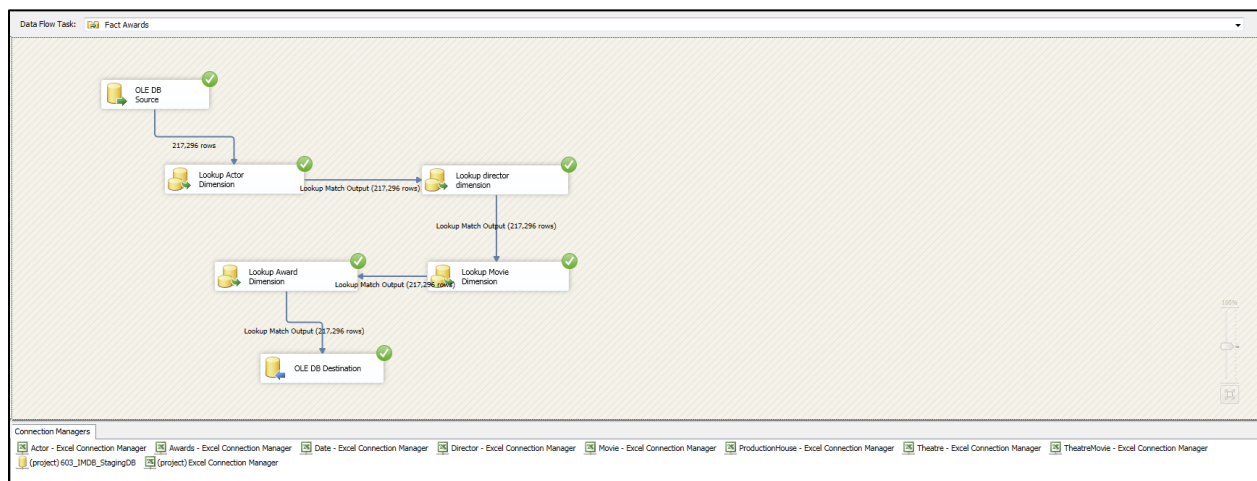 Data Flow Task: Fact Awards
OLE DB
Source
217,296 rows
Lookup Actor
Dimension
Lookup Match Output (217,296 rows)
Lookup director
dimension
Lookup Match Output (217,296 rows)
Lookup Movie
Dimension
Lookup Match Output (217,296 rows)
Lookup Award
Dimension
Lookup Match Output (217,296 rows)
OLE DB Destination
100%
Connection Managers
Actor - Excel Connection Manager Awards - Excel Connection Manager Date - Excel Connection Manager Director - Excel Connection Manager Movie - Excel Connection Manager ProductionHouse - Excel Connection Manager Theatre - Excel Connection Manager TheatreMovie - Excel Connection Manager
(project) 603_IMDB_StagingDB (project) Excel Connection Manager